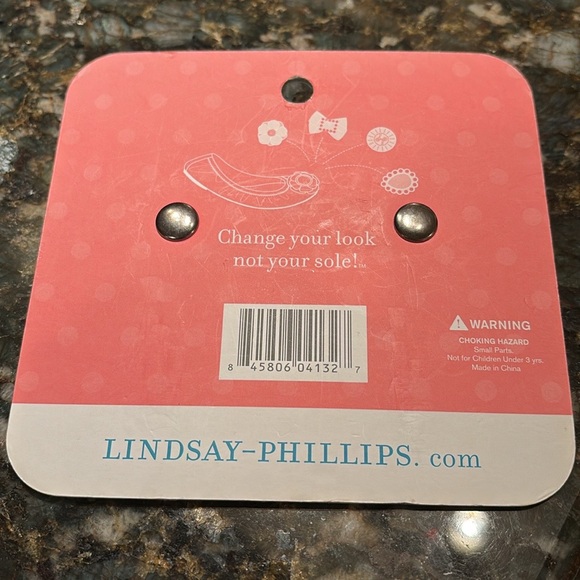 Change your look
not your sole!™
8 45806 04132 7
⚠ WARNING
CHOKING HAZARD
Small Parts.
Not for Children Under 3 yrs.
Made in China
LINDSAY-PHILLIPS. com